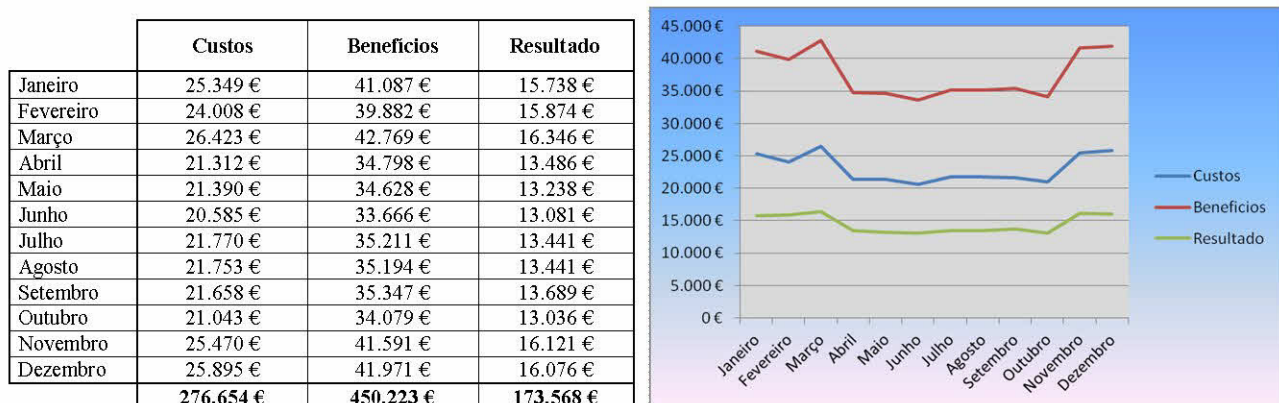 Custos Benefícios Resultado
Janeiro 25.349 € 41.087 € 15.738 €
Fevereiro 24.008 € 39.882 € 15.874 €
Março 26.423 € 42.769 € 16.346 €
Abril 21.312 € 34.798 € 13.486 €
Maio 21.390 € 34.628 € 13.238 €
Junho 20.585 € 33.666 € 13.081 €
Julho 21.770 € 35.211 € 13.441 €
Agosto 21.753 € 35.194 € 13.441 €
Setembro 21.658 € 35.347 € 13.689 €
Outubro 21.043 € 34.079 € 13.036 €
Novembro 25.470 € 41.591 € 16.121 €
Dezembro 25.895 € 41.971 € 16.076 €
276.654 € 450.223 € 173.568 €
45.000 €
40.000 €
35.000 €
30.000 €
25.000 €
20.000 €
15.000 €
10.000 €
5.000 €
0 €
Janeiro
Fevereiro
Março
Abril
Maio
Junho
Julho
Agosto
Setembro
Outubro
Novembro
Dezembro
Custos
Beneficios
Resultado